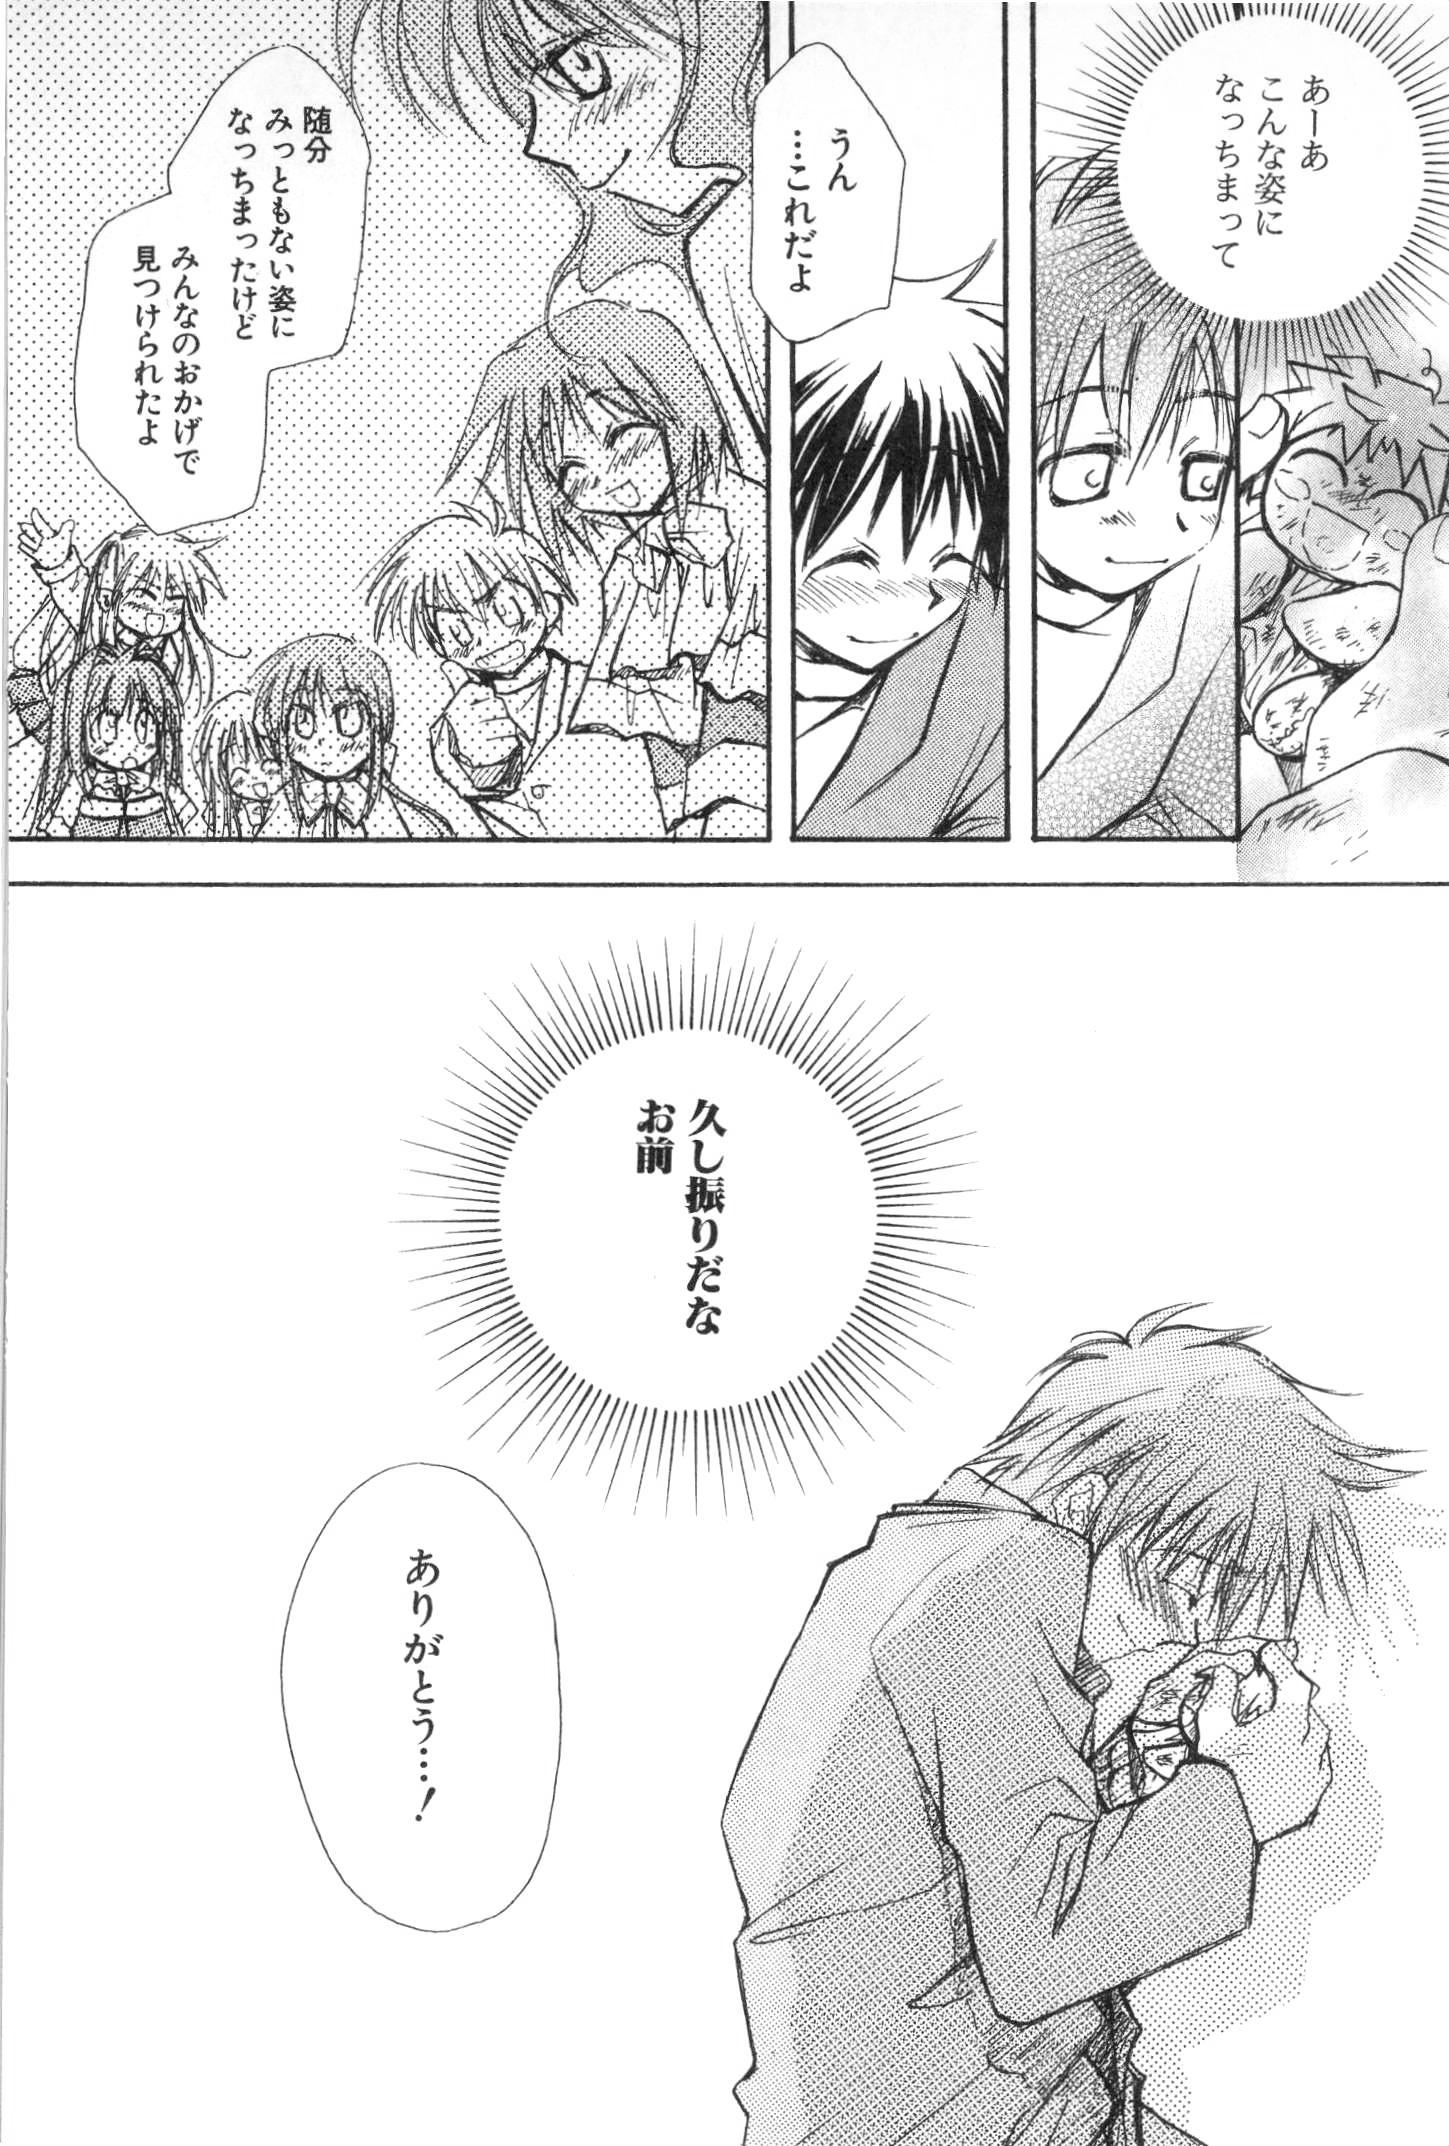 あーあ
こんな姿に
なっちまって
うん
…これだよ
随分
みっともない姿に
なっちまったけど
みんなのおかげで
見つけられたよ
久し振りだな
お前
ありがとう…!